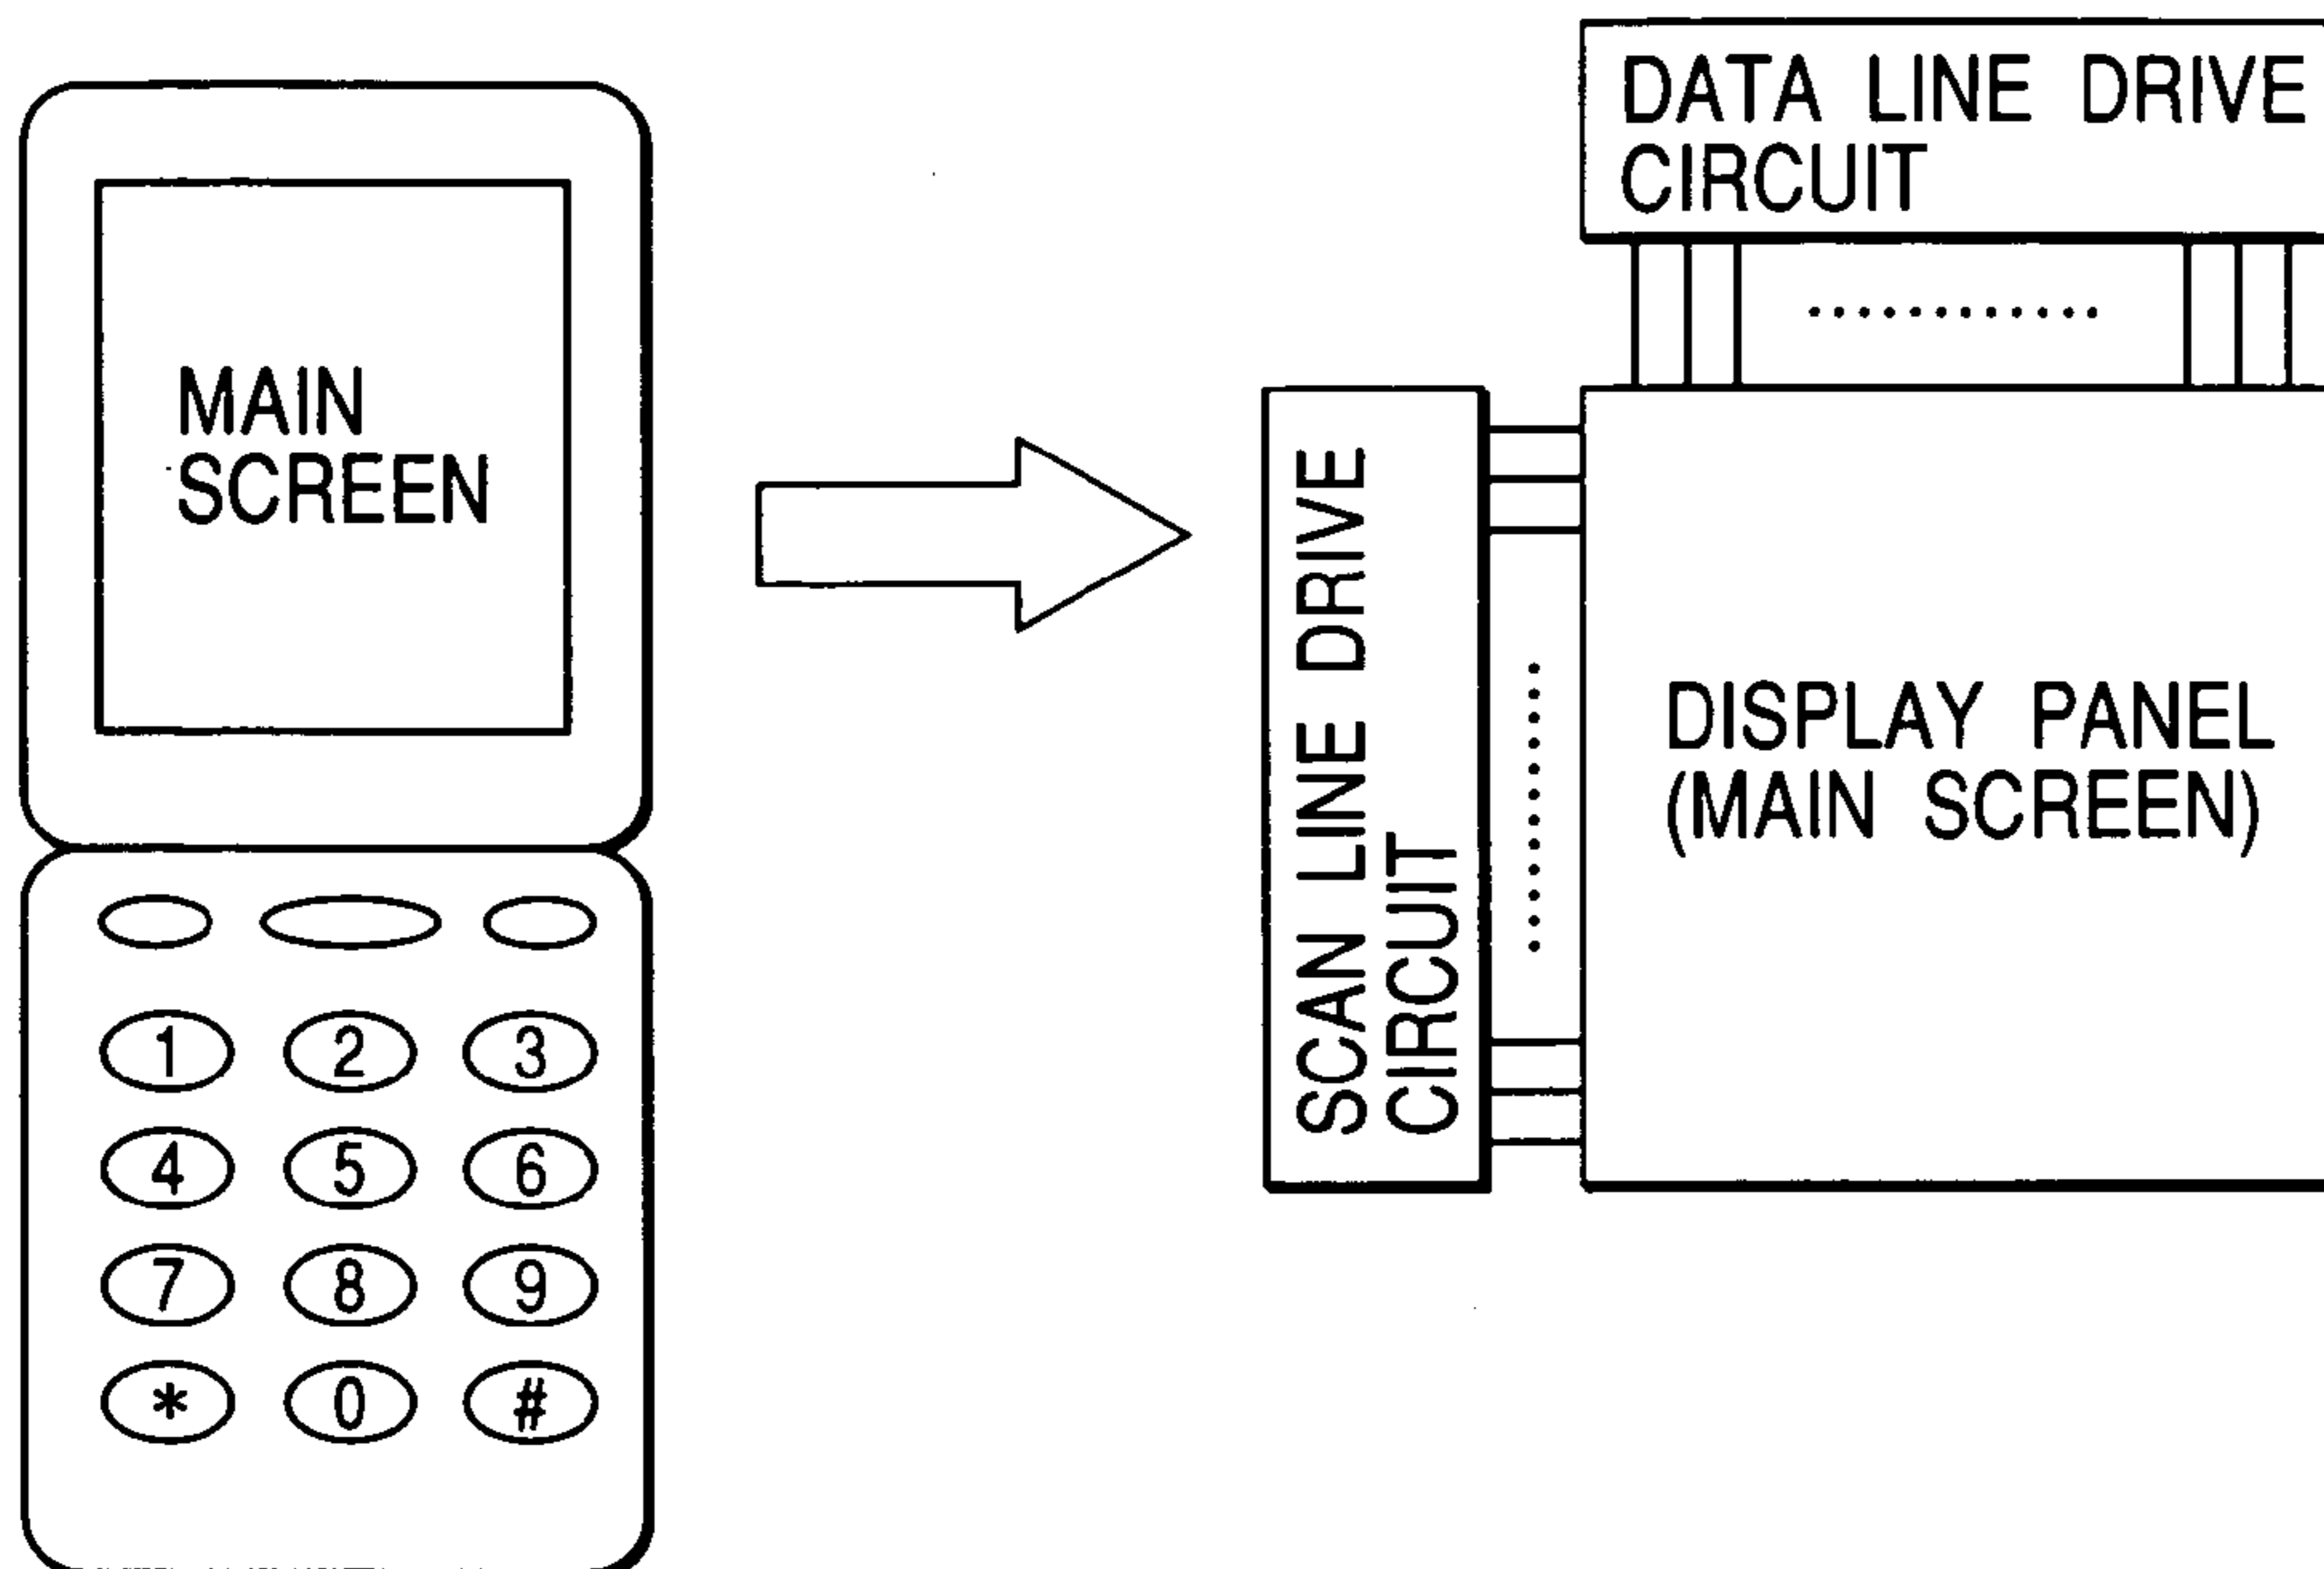 MAIN
SCREEN
1 2 3
4 5 6
7 8 9
* 0 #
DATA LINE DRIVE
CIRCUIT
SCAN LINE DRIVE
CIRCUIT
DISPLAY PANEL
(MAIN SCREEN)